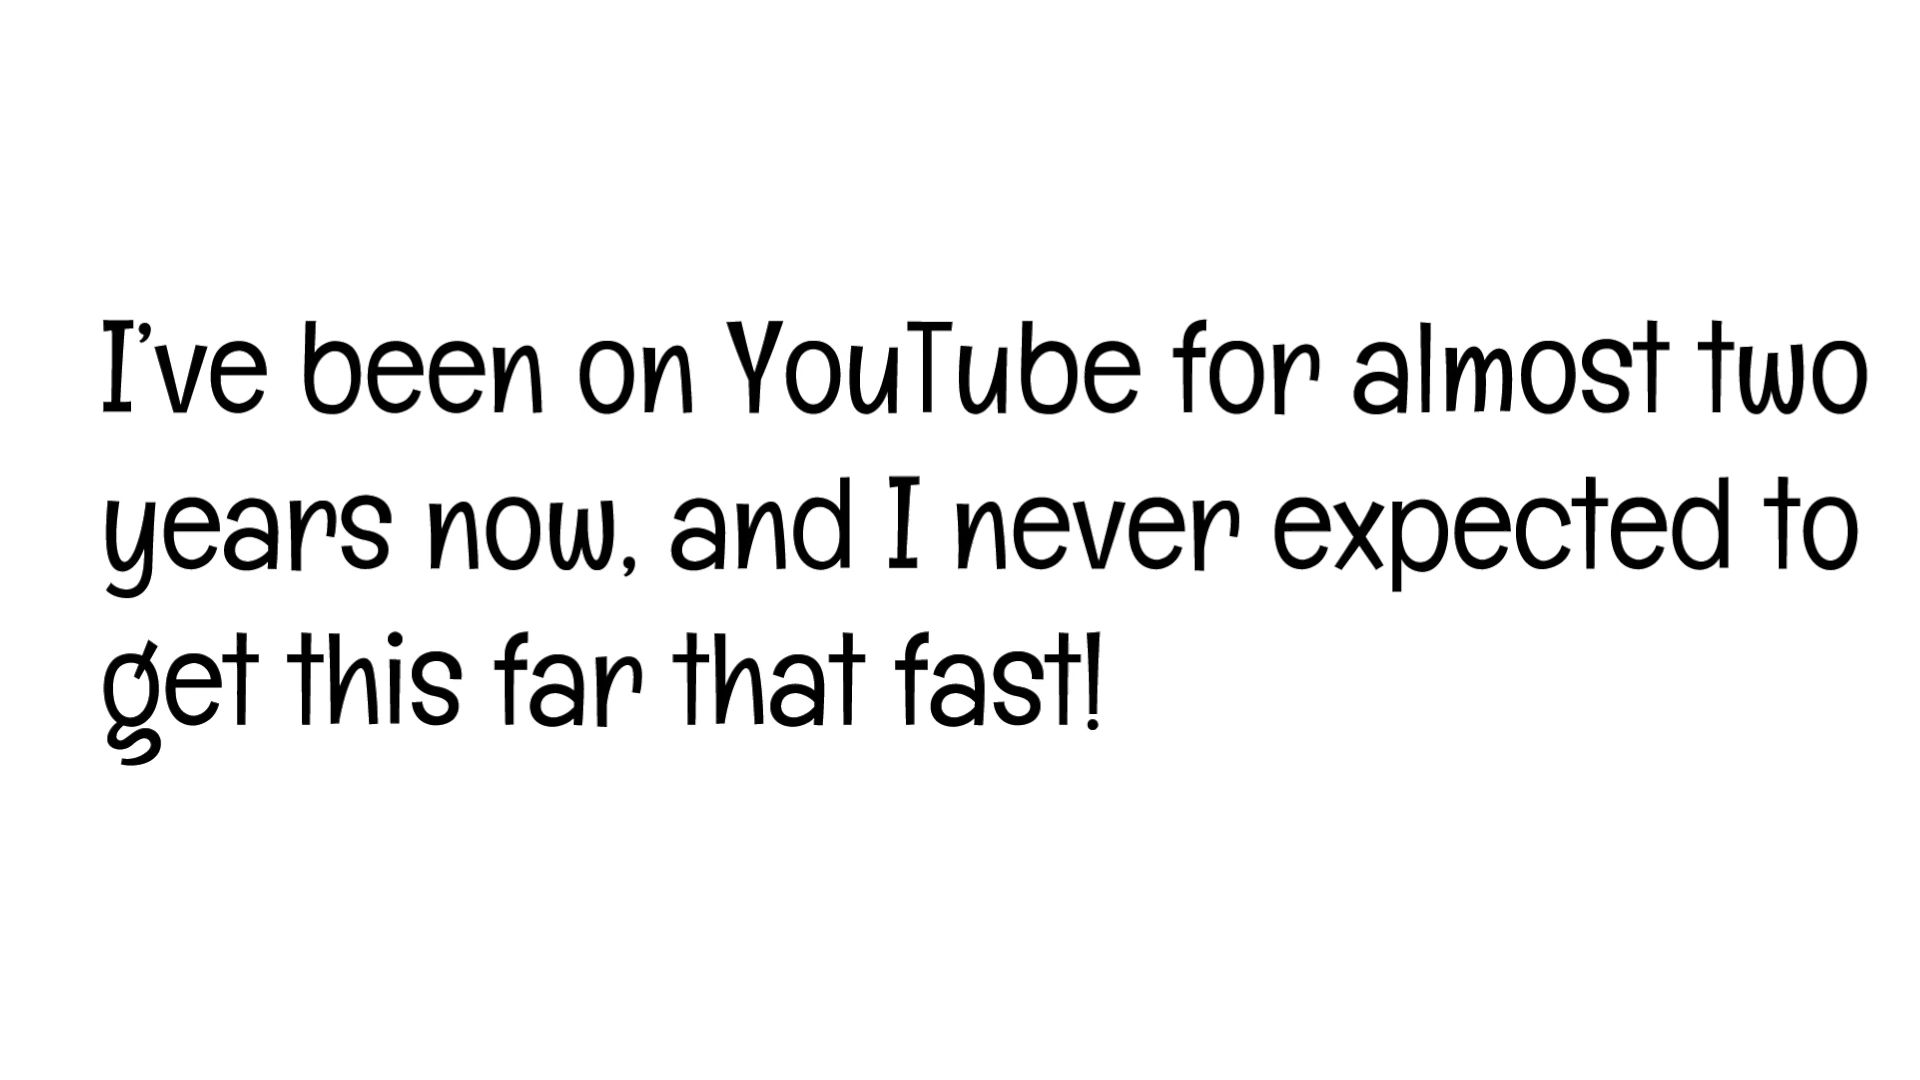 I’ve been on YouTube for almost two
years now, and I never expected to
get this far that fast!